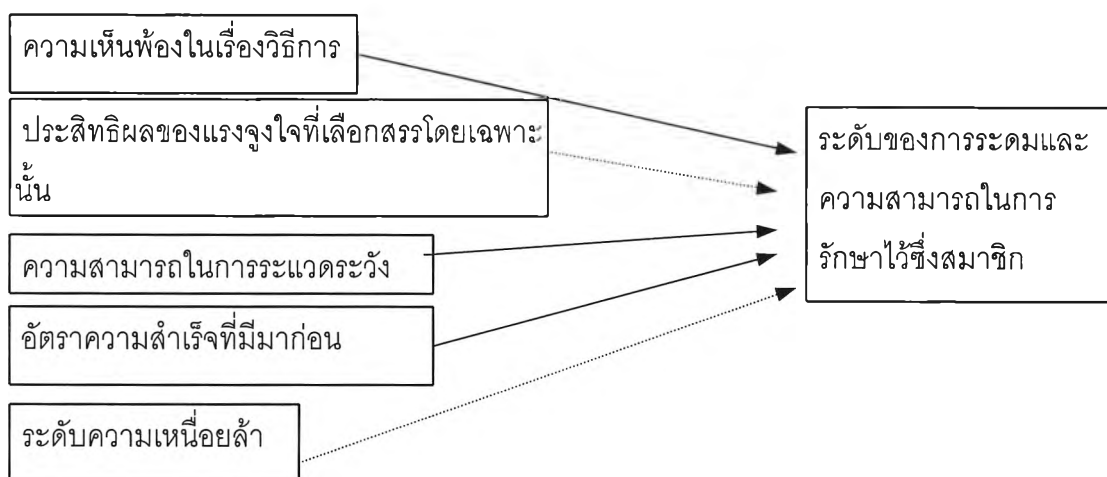 ความเห็นพ้องในเรื่องวิธีการ
ประสิทธิผลของแรงจูงใจที่เลือกสรรโดยเฉพาะ
นั้น
ความสามารถในการระแวดระวัง
อัตราความสำเร็จที่มีมาก่อน
ระดับความเหนื่อยล้า
ระดับของการระดมและ
ความสามารถในการ
รักษาไว้ซึ่งสมาชิก